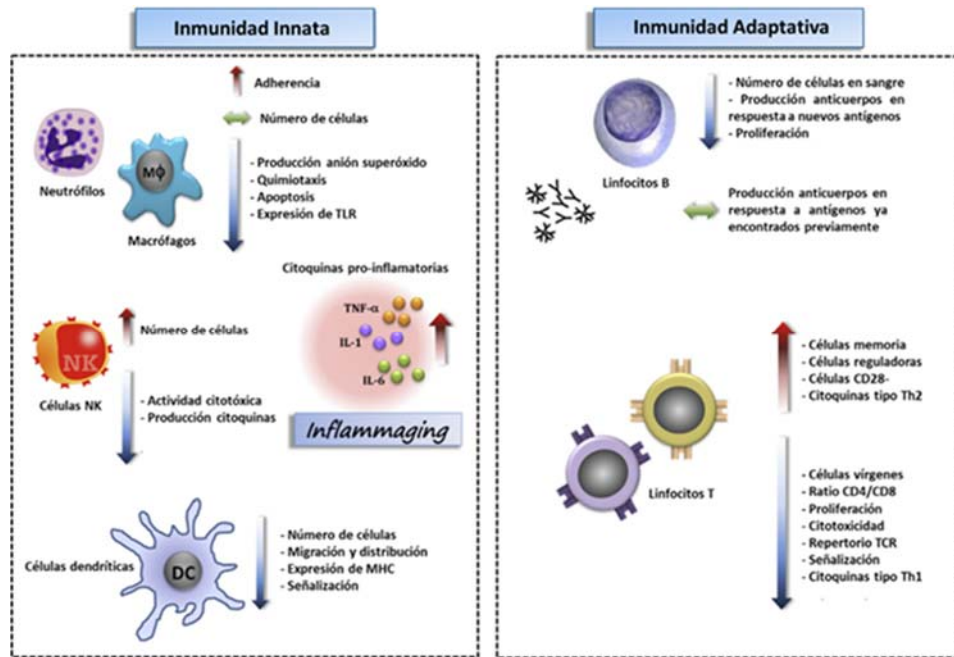 Inmunidad Innata
Adherencia
Número de células
Neutrófilos
MΦ
Macrófagos
- Producción anión superóxido
- Quimiotaxis
- Apoptosis
- Expresión de TLR
Citoquinas pro-inflamatorias
TNF-α
IL-1
IL-6
Inflammaging
NK
Células NK
Número de células
- Actividad citotóxica
- Producción citoquinas
Células dendríticas
DC
- Número de células
- Migración y distribución
- Expresión de MHC
- Señalización
Inmunidad Adaptativa
Linfocitos B
- Número de células en sangre
- Producción anticuerpos en
respuesta a nuevos antígenos
- Proliferación
Producción anticuerpos en
respuesta a antígenos ya
encontrados previamente
Linfocitos T
- Células memoria
- Células reguladoras
- Células CD28-
- Citoquinas tipo Th2
- Células vírgenes
- Ratio CD4/CD8
- Proliferación
- Citotoxicidad
- Repertorio TCR
- Señalización
- Citoquinas tipo Th1